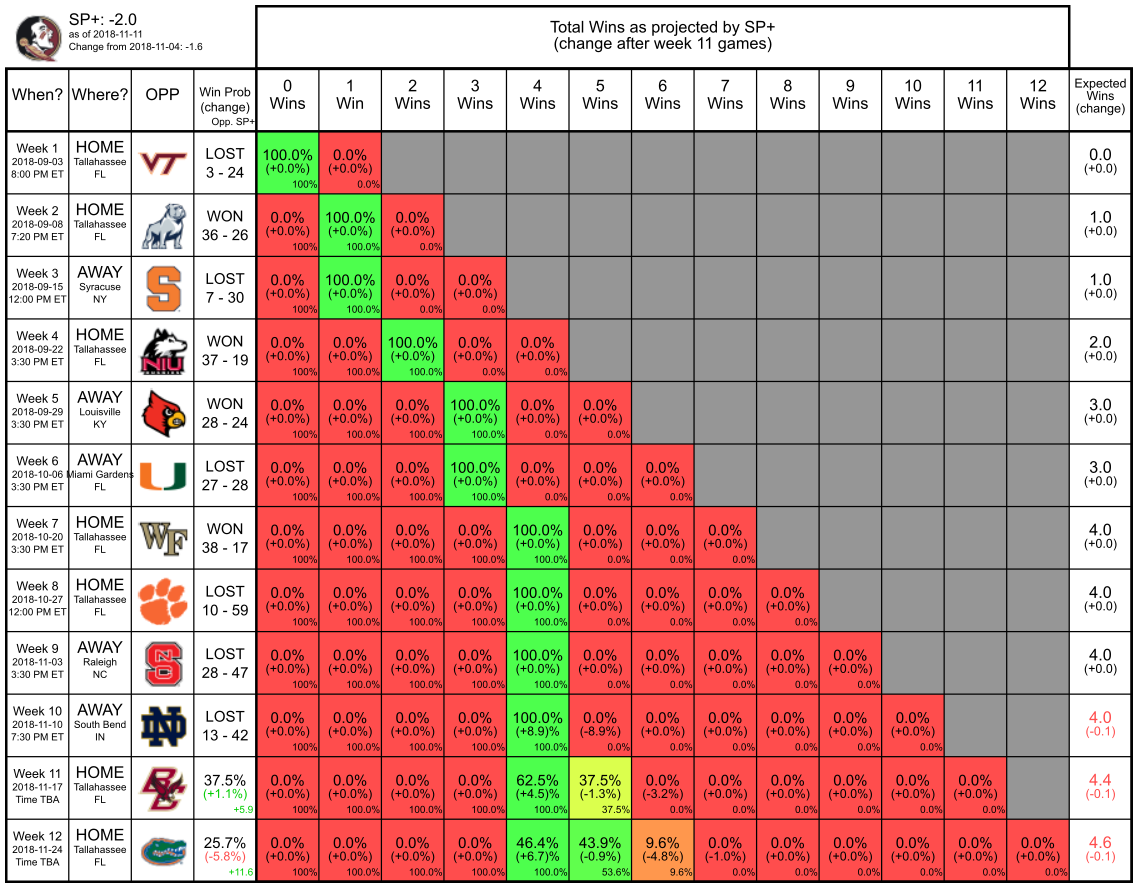 SP+: -2.0
as of 2018-11-11
Change from 2018-11-04: -1.6
Total Wins as projected by SP+
(change after week 11 games)
When? Where? OPP Win Prob (change) Opp. SP+ 0 Wins 1 Win 2 Wins 3 Wins 4 Wins 5 Wins 6 Wins 7 Wins 8 Wins 9 Wins 10 Wins 11 Wins 12 Wins Expected Wins (change)
Week 1 HOME LOST 100.0% 0.0% 0.0
2018-09-03 Tallahassee VT (+0.0%) (+0.0%) (+0.0)
8:00 PM ET FL 3 - 24 100% 0.0%
Week 2 HOME WON 0.0% 100.0% 0.0% 1.0
2018-09-08 Tallahassee (+0.0%) (+0.0%) (+0.0%) (+0.0)
7:20 PM ET FL 36 - 26 100% 100.0% 0.0%
Week 3 AWAY LOST 0.0% 100.0% 0.0% 0.0% 1.0
2018-09-15 Syracuse S (+0.0%) (+0.0%) (+0.0%) (+0.0%) (+0.0)
12:00 PM ET NY 7 - 30 100% 100.0% 0.0% 0.0%
Week 4 HOME WON 0.0% 0.0% 100.0% 0.0% 0.0% 2.0
2018-09-22 Tallahassee NIU (+0.0%) (+0.0%) (+0.0%) (+0.0%) (+0.0%) (+0.0)
3:30 PM ET FL 37 - 19 100% 100.0% 100.0% 0.0% 0.0%
Week 5 AWAY WON 0.0% 0.0% 0.0% 100.0% 0.0% 0.0% 3.0
2018-09-29 Louisville (+0.0%) (+0.0%) (+0.0%) (+0.0%) (+0.0%) (+0.0%) (+0.0)
3:30 PM ET KY 28 - 24 100% 100.0% 100.0% 100.0% 0.0% 0.0%
Week 6 AWAY LOST 0.0% 0.0% 0.0% 100.0% 0.0% 0.0% 0.0% 3.0
2018-10-06 Miami Gardens U (+0.0%) (+0.0%) (+0.0%) (+0.0%) (+0.0%) (+0.0%) (+0.0%) (+0.0)
3:30 PM ET FL 27 - 28 100% 100.0% 100.0% 100.0% 0.0% 0.0% 0.0%
Week 7 HOME WON 0.0% 0.0% 0.0% 0.0% 100.0% 0.0% 0.0% 0.0% 4.0
2018-10-20 Tallahassee WF (+0.0%) (+0.0%) (+0.0%) (+0.0%) (+0.0%) (+0.0%) (+0.0%) (+0.0%) (+0.0)
3:30 PM ET FL 38 - 17 100% 100.0% 100.0% 100.0% 100.0% 0.0% 0.0% 0.0%
Week 8 HOME LOST 0.0% 0.0% 0.0% 0.0% 100.0% 0.0% 0.0% 0.0% 0.0% 4.0
2018-10-27 Tallahassee (+0.0%) (+0.0%) (+0.0%) (+0.0%) (+0.0%) (+0.0%) (+0.0%) (+0.0%) (+0.0%) (+0.0)
12:00 PM ET FL 10 - 59 100% 100.0% 100.0% 100.0% 100.0% 0.0% 0.0% 0.0% 0.0%
Week 9 AWAY LOST 0.0% 0.0% 0.0% 0.0% 100.0% 0.0% 0.0% 0.0% 0.0% 0.0% 4.0
2018-11-03 Raleigh S (+0.0%) (+0.0%) (+0.0%) (+0.0%) (+0.0%) (+0.0%) (+0.0%) (+0.0%) (+0.0%) (+0.0%) (+0.0)
3:30 PM ET NC 28 - 47 100% 100.0% 100.0% 100.0% 100.0% 0.0% 0.0% 0.0% 0.0% 0.0%
Week 10 AWAY LOST 0.0% 0.0% 0.0% 0.0% 100.0% 0.0% 0.0% 0.0% 0.0% 0.0% 0.0% 4.0
2018-11-10 South Bend ND (+0.0%) (+0.0%) (+0.0%) (+0.0%) (+8.9)% (-8.9%) (+0.0%) (+0.0%) (+0.0%) (+0.0%) (+0.0%) (-0.1)
7:30 PM ET IN 13 - 42 100% 100.0% 100.0% 100.0% 100.0% 0.0% 0.0% 0.0% 0.0% 0.0% 0.0%
Week 11 HOME 37.5% 0.0% 0.0% 0.0% 0.0% 62.5% 37.5% 0.0% 0.0% 0.0% 0.0% 0.0% 0.0% 4.4
2018-11-17 Tallahassee BC (+1.1%) (+0.0%) (+0.0%) (+0.0%) (+0.0%) (+4.5)% (-1.3%) (-3.2%) (+0.0%) (+0.0%) (+0.0%) (+0.0%) (+0.0%) (-0.1)
Time TBA FL +5.9 100% 100.0% 100.0% 100.0% 100.0% 37.5% 0.0% 0.0% 0.0% 0.0% 0.0% 0.0%
Week 12 HOME 25.7% 0.0% 0.0% 0.0% 0.0% 46.4% 43.9% 9.6% 0.0% 0.0% 0.0% 0.0% 0.0% 0.0% 4.6
2018-11-24 Tallahassee (-5.8%) (+0.0%) (+0.0%) (+0.0%) (+0.0%) (+6.7)% (-0.9%) (-4.8%) (-1.0%) (+0.0%) (+0.0%) (+0.0%) (+0.0%) (+0.0%) (-0.1)
Time TBA FL +11.6 100% 100.0% 100.0% 100.0% 100.0% 53.6% 9.6% 0.0% 0.0% 0.0% 0.0% 0.0% 0.0%